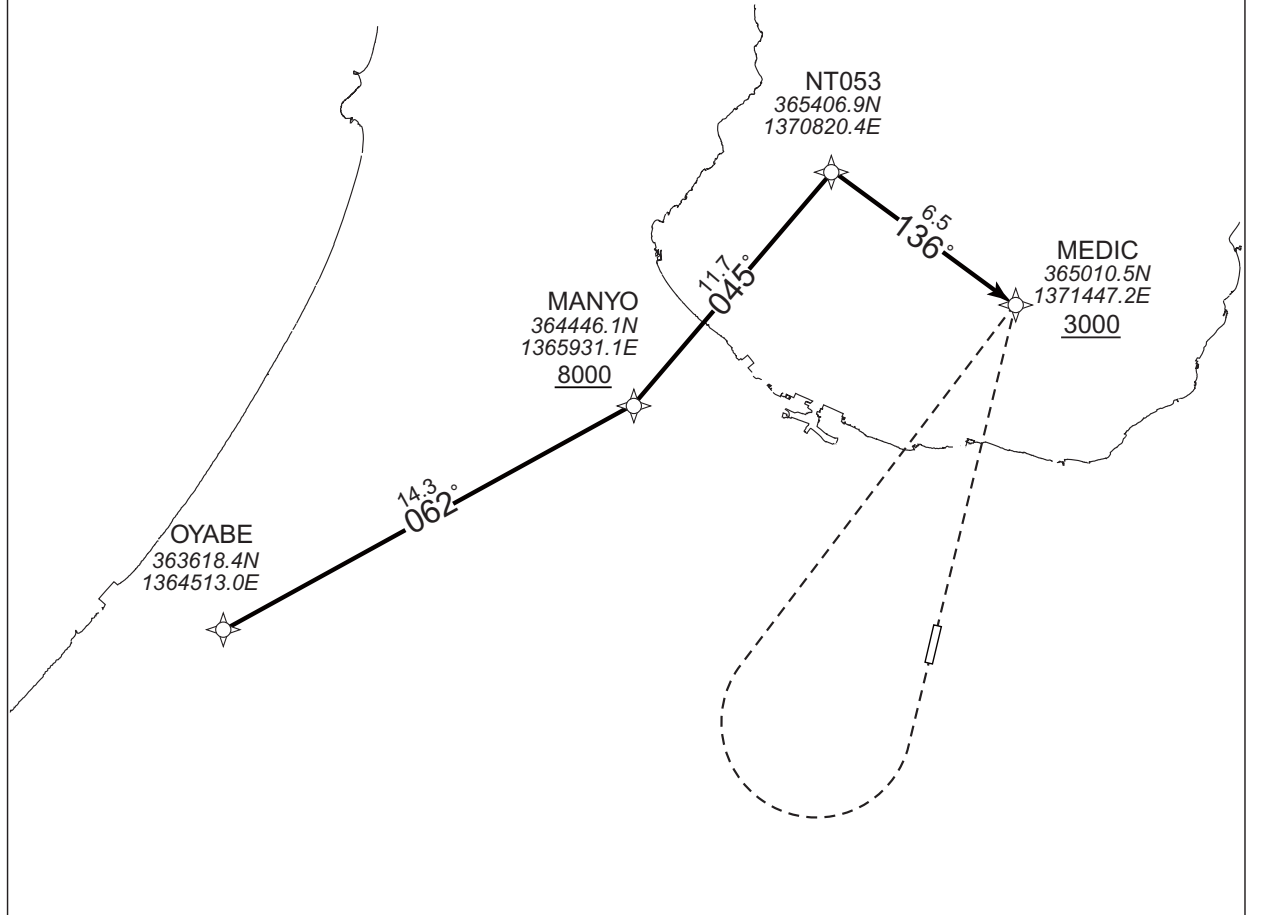 NT053
365406.9N
1370820.4E
6.5
136°
MEDIC
365010.5N
1371447.2E
3000
11.7
045°
MANYO
364446.1N
1365931.1E
8000
14.3
062°
OYABE
363618.4N
1364513.0E